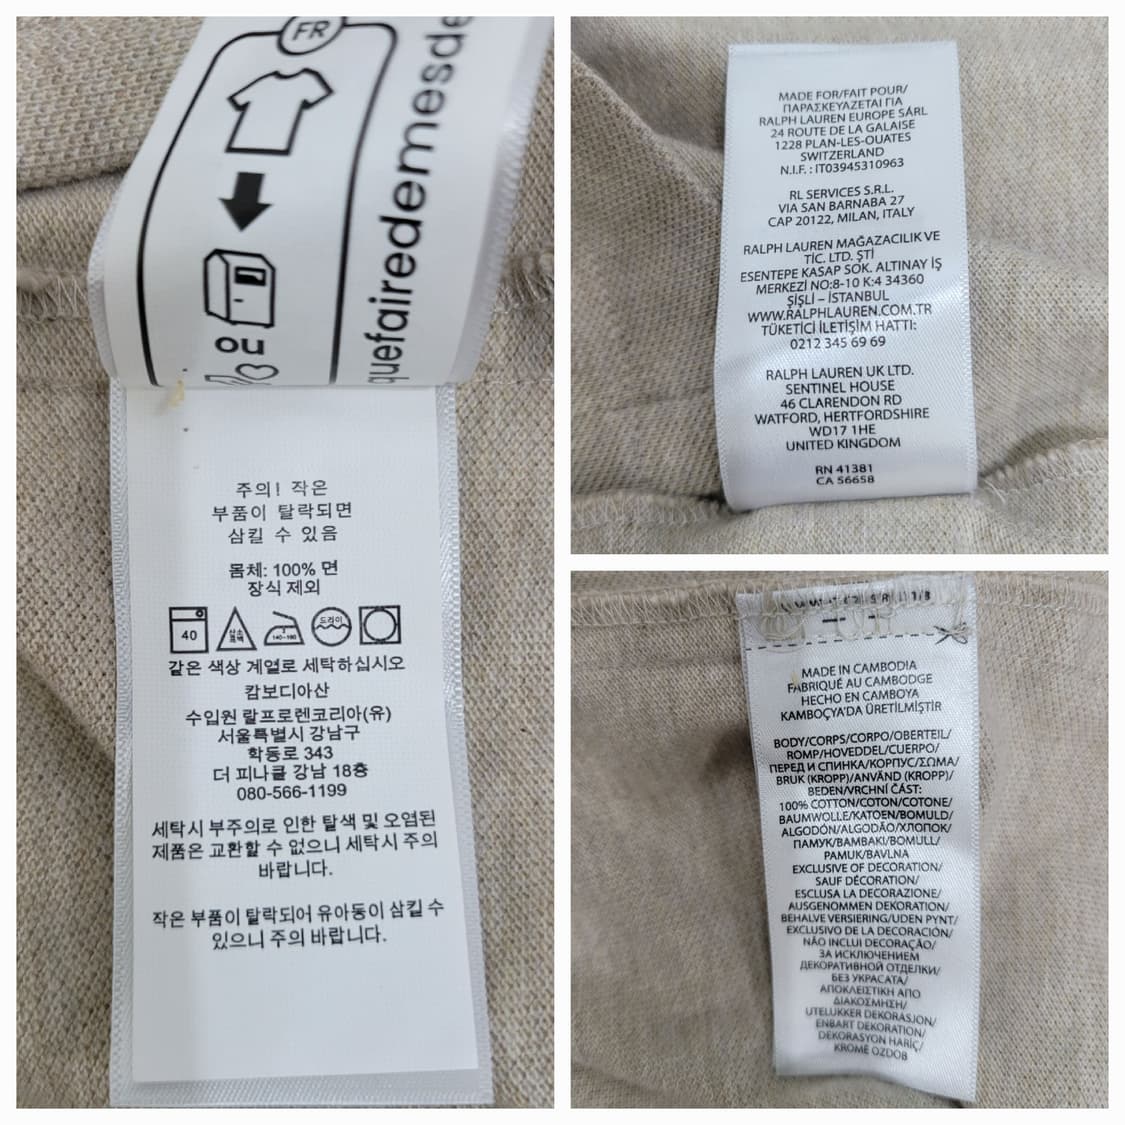 FR
quefairedemesde
ou
주의! 작은
부품이 탈락되면
삼킬 수 있음
몸체: 100% 면
장식 제외
40
산소
표백
140~160
드라이
같은 색상 계열로 세탁하십시오
캄보디아산
수입원 랄프로렌코리아(유)
서울특별시 강남구
학동로 343
더 피나클 강남 18층
080-566-1199
세탁시 부주의로 인한 탈색 및 오염된
제품은 교환할 수 없으니 세탁시 주의
바랍니다.
작은 부품이 탈락되어 유아동이 삼킬 수
있으니 주의 바랍니다.
MADE FOR/FAIT POUR/
ΠΑΡΑΣΚΕΥΑΖΕΤΑΙ ΓΙΑ
RALPH LAUREN EUROPE SÁRL
24 ROUTE DE LA GALAISE
1228 PLAN-LES-OUATES
SWITZERLAND
N.I.F. : IT03945310963
RL SERVICES S.R.L.
VIA SAN BARNABA 27
CAP 20122, MILAN, ITALY
RALPH LAUREN MAĞAZACILIK VE
TİC. LTD. ŞTİ
ESENTEPE KASAP SOK. ALTINAY İŞ
MERKEZİ NO:8-10 K:4 34360
ŞİŞLİ – İSTANBUL
WWW.RALPHLAUREN.COM.TR
TÜKETİCİ İLETİŞİM HATTI:
0212 345 69 69
RALPH LAUREN UK LTD.
SENTINEL HOUSE
46 CLARENDON RD
WATFORD, HERTFORDSHIRE
WD17 1HE
UNITED KINGDOM
RN 41381
CA 56658
MADE IN CAMBODIA
FABRIQUÉ AU CAMBODGE
HECHO EN CAMBOYA
KAMBOÇYA'DA ÜRETİLMİŞTİR
BODY/CORPS/CORPO/OBERTEIL/
ROMP/HOVEDDEL/CUERPO/
ПЕРЕД И СПИНКА/КОРПУС/ΣΩΜΑ/
BRUK (KROPP)/ANVÄND (KROPP)/
BEDEN/VRCHNÍ ČÁST:
100% COTTON/COTON/COTONE/
BAUMWOLLE/KATOEN/BOMULD/
ALGODÓN/ALGODÃO/ХЛОПОК/
ПАМУК/ΒΑΜΒΑΚΙ/BOMULL/
PAMUK/BAVLNA
EXCLUSIVE OF DECORATION/
SAUF DÉCORATION/
ESCLUSA LA DECORAZIONE/
AUSGENOMMEN DEKORATION/
BEHALVE VERSIERING/UDEN PYNT/
EXCLUSIVO DE LA DECORACIÓN/
NÃO INCLUI DECORAÇÃO/
ЗА ИСКЛЮЧЕНИЕМ
ДЕКОРАТИВНОЙ ОТДЕЛКИ/
БЕЗ УКРАСАТА/
ΑΠΟΚΛΕΙΣΤΙΚΗ ΑΠΟ
ΔΙΑΚΟΣΜΗΣΗ/
UTELUKKER DEKORASJON/
ENBART DEKORATION/
DEKORASYON HARİÇ/
KROMĚ OZDOB